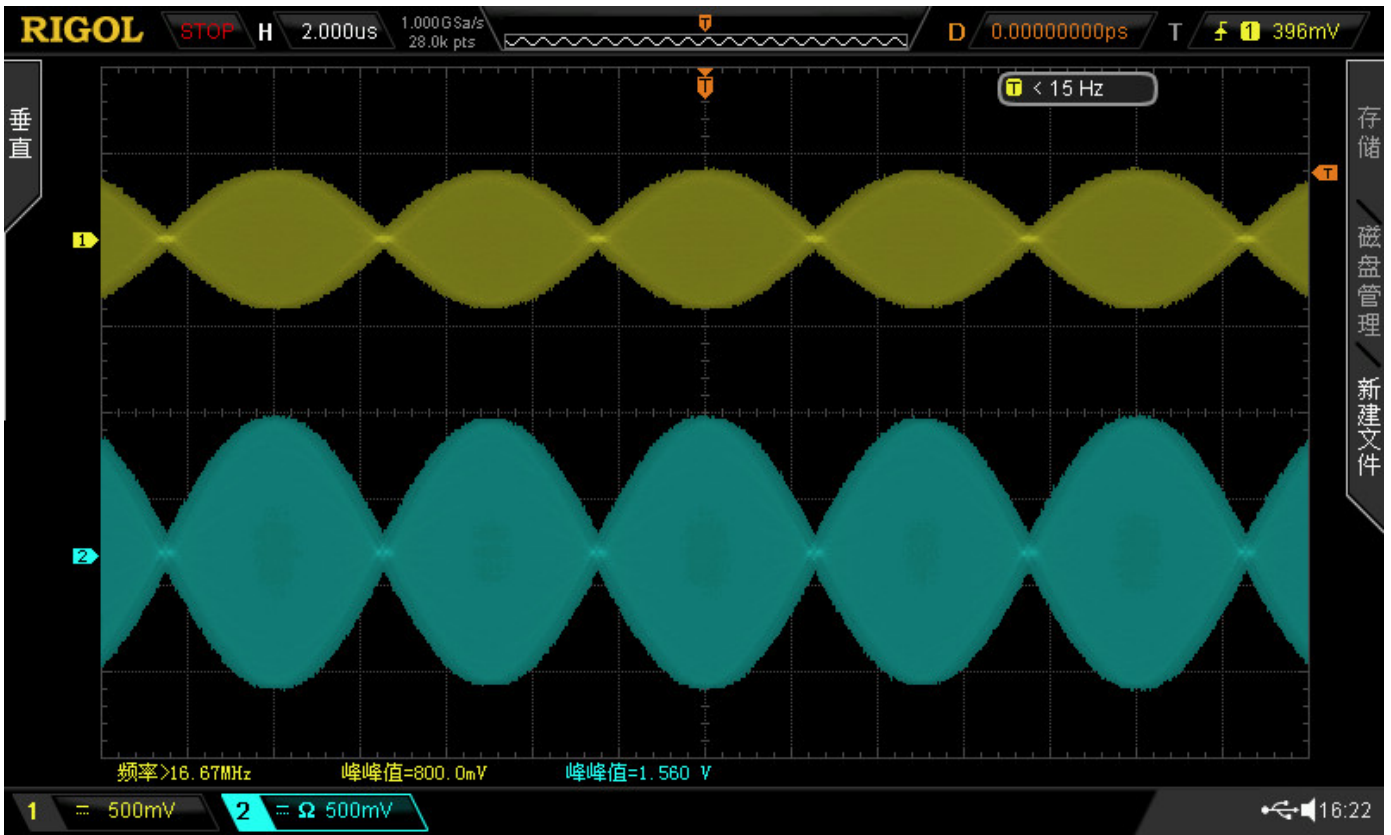 RIGOL STOP H 2.000us 1.000GSa/s 28.0k pts T D 0.00000000ps T 1 396mV
T < 15 Hz
T
垂直
1
T
2
存储
磁盘管理
新建文件
频率>16.67MHz 峰峰值=800.0mV 峰峰值=1.560 V
1 500mV 2 Ω 500mV 16:22